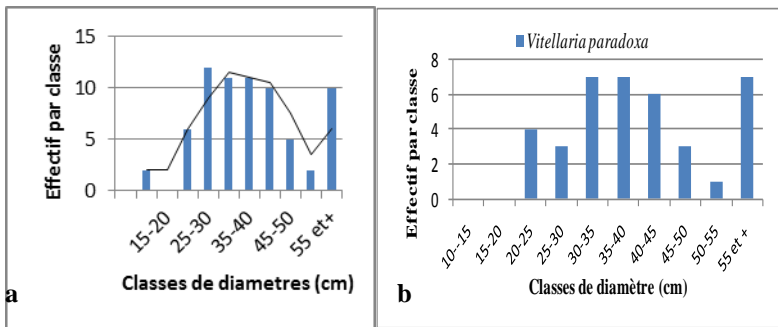 Effectif par classe
15
10
5
0
15-20
25-30
35-40
45-50
55 et+
Classes de diametres (cm)
a
Vitellaria paradoxa
Effectif par classe
8
6
4
2
0
10--15
15-20
20-25
25-30
30-35
35-40
40-45
45-50
50-55
55 et +
Classes de diamètre (cm)
b